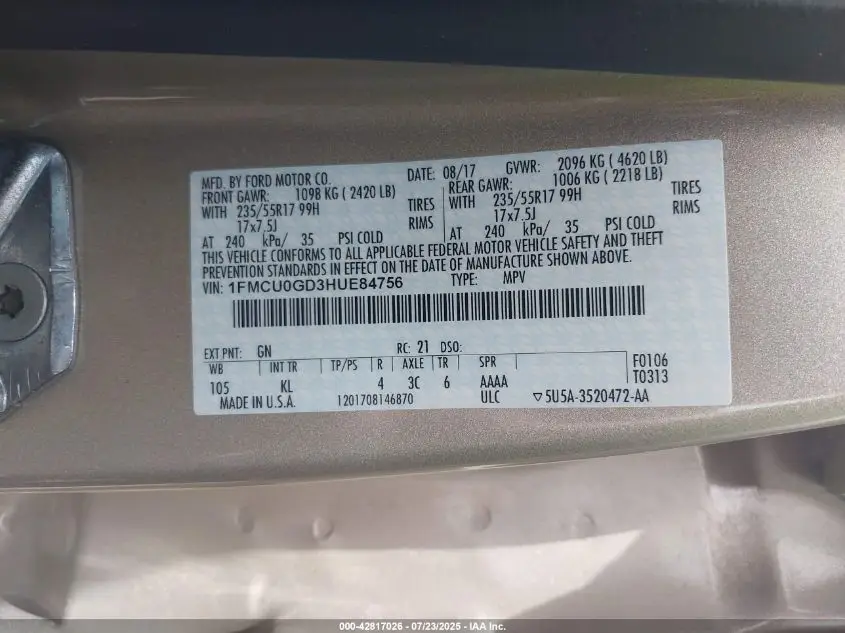 MFD. BY FORD MOTOR CO. DATE: 08/17 GVWR: 2096 KG ( 4620 LB)
FRONT GAWR: 1098 KG ( 2420 LB) REAR GAWR: 1006 KG ( 2218 LB)
WITH 235/55R17 99H TIRES WITH 235/55R17 99H TIRES
17x7.5J RIMS 17x7.5J RIMS
AT 240 kPa/ 35 PSI COLD AT 240 kPa/ 35 PSI COLD
THIS VEHICLE CONFORMS TO ALL APPLICABLE FEDERAL MOTOR VEHICLE SAFETY AND THEFT
PREVENTION STANDARDS IN EFFECT ON THE DATE OF MANUFACTURE SHOWN ABOVE.
VIN: 1FMCU0GD3HUE84756 TYPE: MPV
EXT PNT: GN RC: 21 DSO:
WB INT TR TP/PS R AXLE TR SPR F0106
105 KL 4 3C 6 AAAA T0313
MADE IN U.S.A. 1201708146870 ULC ▽5U5A-3520472-AA
000-42817026 - 07/23/2025 - IAA Inc.